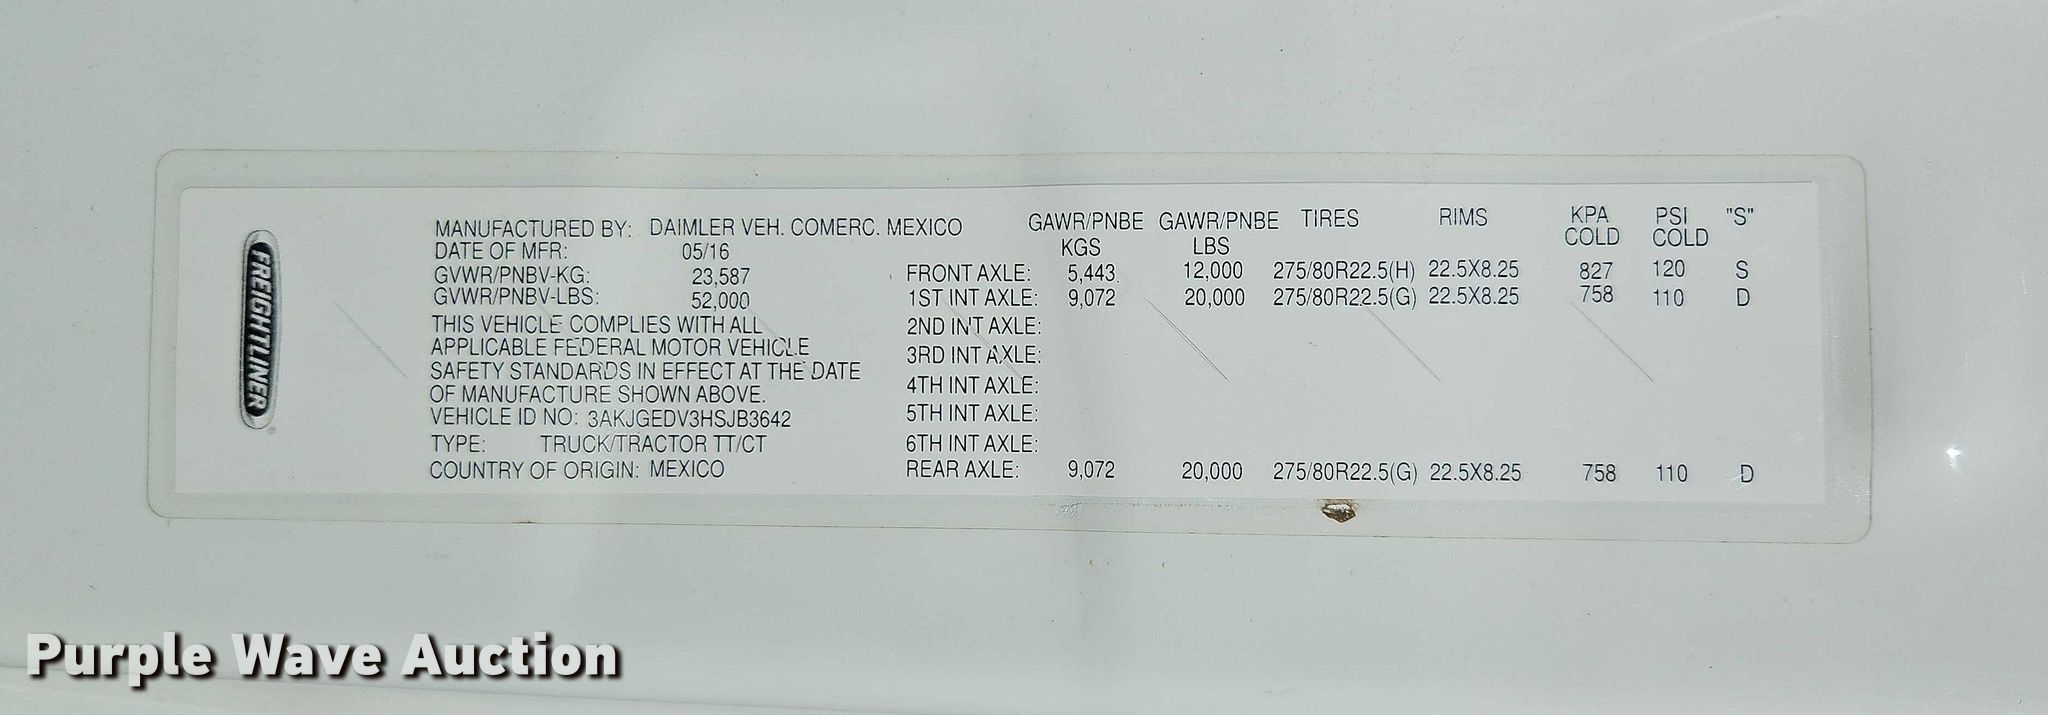 FREIGHTLINER
MANUFACTURED BY: DAIMLER VEH. COMERC. MEXICO
DATE OF MFR: 05/16
GVWR/PNBV-KG: 23,587
GVWR/PNBV-LBS: 52,000
THIS VEHICLE COMPLIES WITH ALL
APPLICABLE FEDERAL MOTOR VEHICLE
SAFETY STANDARDS IN EFFECT AT THE DATE
OF MANUFACTURE SHOWN ABOVE.
VEHICLE ID NO: 3AKJGEDV3HSJB3642
TYPE: TRUCK/TRACTOR TT/CT
COUNTRY OF ORIGIN: MEXICO
GAWR/PNBE GAWR/PNBE TIRES RIMS KPA PSI "S"
KGS LBS COLD COLD
FRONT AXLE: 5,443 12,000 275/80R22.5(H) 22.5X8.25 827 120 S
1ST INT AXLE: 9,072 20,000 275/80R22.5(G) 22.5X8.25 758 110 D
2ND INT AXLE:
3RD INT AXLE:
4TH INT AXLE:
5TH INT AXLE:
6TH INT AXLE:
REAR AXLE: 9,072 20,000 275/80R22.5(G) 22.5X8.25 758 110 D
Purple Wave Auction